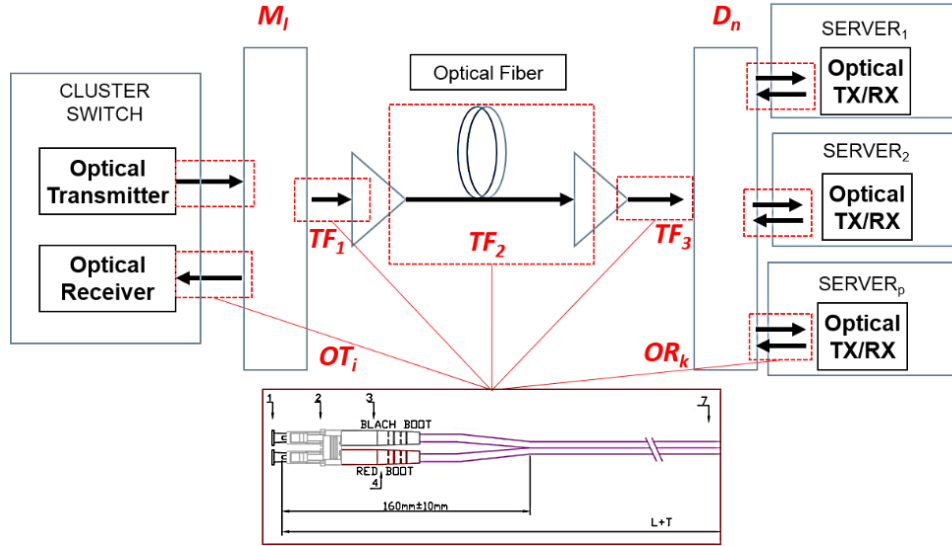 M_l
D_n
CLUSTER
SWITCH
Optical
Transmitter
Optical
Receiver
Optical Fiber
TF_1
TF_2
TF_3
OT_i
OR_k
SERVER_1
Optical
TX/RX
SERVER_2
Optical
TX/RX
SERVER_p
Optical
TX/RX
1
2
3
7
BLACH BOOT
RED BOOT
4
160mm±10mm
L+T